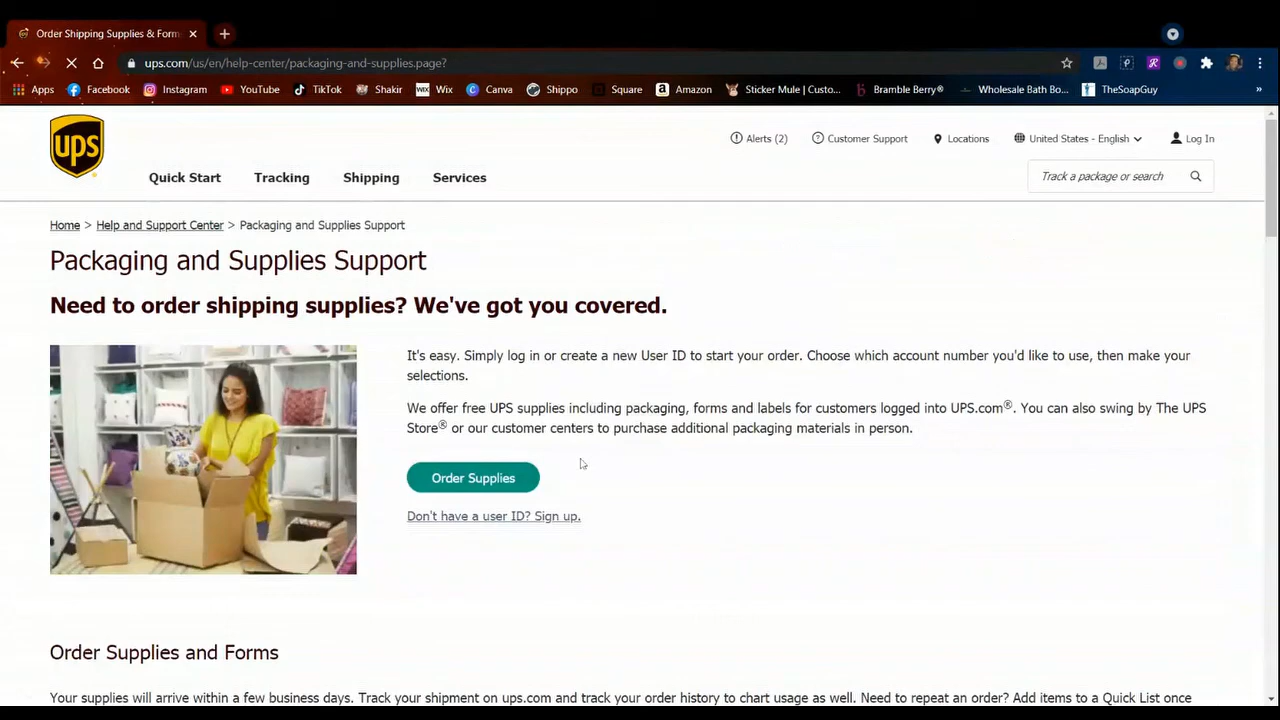 Order Shipping Supplies & Form
ups.com/us/en/help-center/packaging-and-supplies.page?
Apps Facebook Instagram YouTube TikTok Shakir Wix Canva Shippo Square Amazon Sticker Mule | Custo... Bramble Berry® Wholesale Bath Bo... TheSoapGuy »
WIX
ups
Alerts (2) Customer Support Locations United States - English Log In
Quick Start Tracking Shipping Services
Track a package or search
Home > Help and Support Center > Packaging and Supplies Support
Packaging and Supplies Support
Need to order shipping supplies? We've got you covered.
It's easy. Simply log in or create a new User ID to start your order. Choose which account number you'd like to use, then make your
selections.
We offer free UPS supplies including packaging, forms and labels for customers logged into UPS.com®. You can also swing by The UPS
Store® or our customer centers to purchase additional packaging materials in person.
Order Supplies
Don't have a user ID? Sign up.
Order Supplies and Forms
Your supplies will arrive within a few business days. Track your shipment on ups.com and track your order history to chart usage as well. Need to repeat an order? Add items to a Quick List once